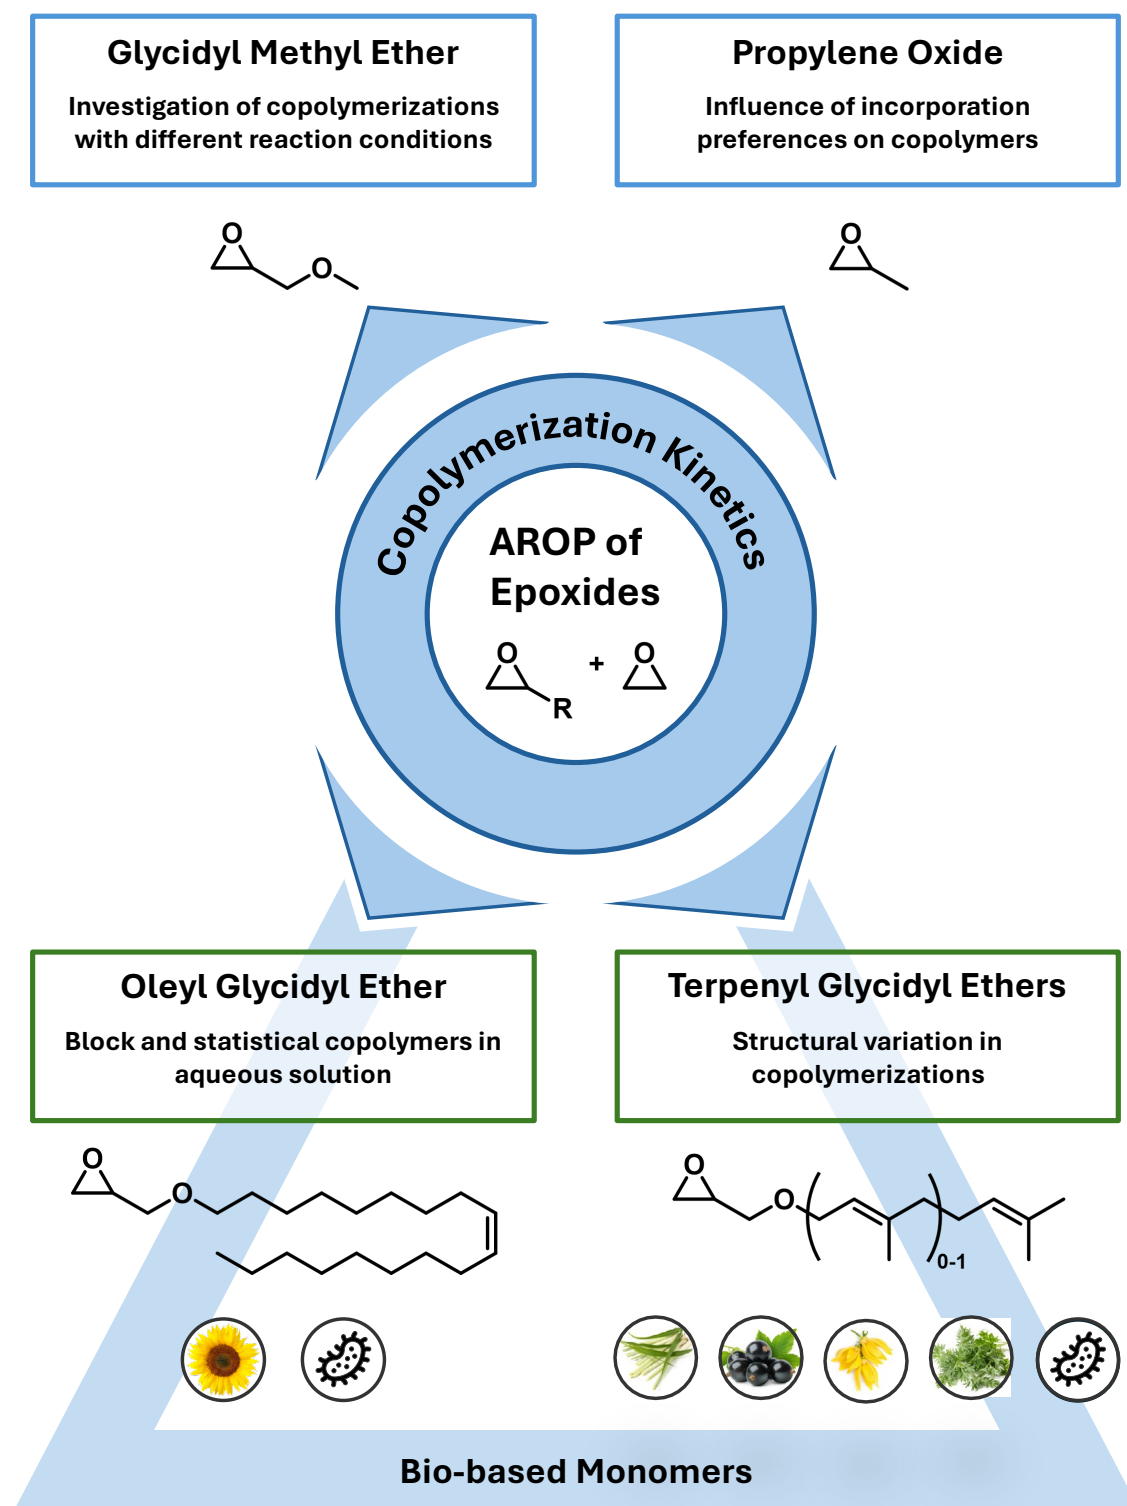 Glycidyl Methyl Ether
Investigation of copolymerizations
with different reaction conditions
Propylene Oxide
Influence of incorporation
preferences on copolymers
O
O
O
Copolymerization Kinetics
AROP of
Epoxides
O
+
O
R
Oleyl Glycidyl Ether
Block and statistical copolymers in
aqueous solution
Terpenyl Glycidyl Ethers
Structural variation in
copolymerizations
O
O
O
O
0-1
Bio-based Monomers